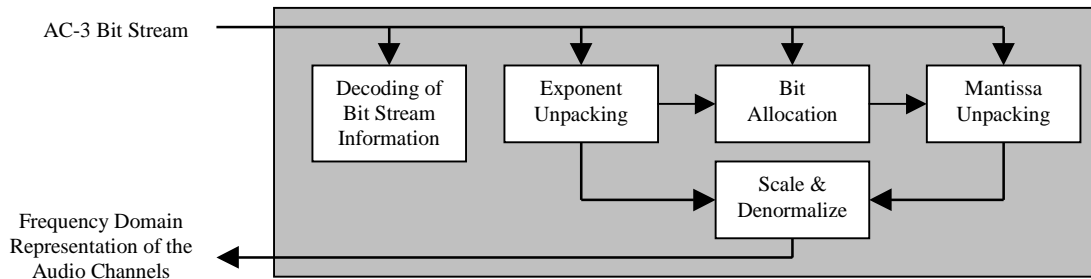 AC-3 Bit Stream
Decoding of
Bit Stream
Information
Exponent
Unpacking
Bit
Allocation
Mantissa
Unpacking
Scale &
Denormalize
Frequency Domain
Representation of the
Audio Channels